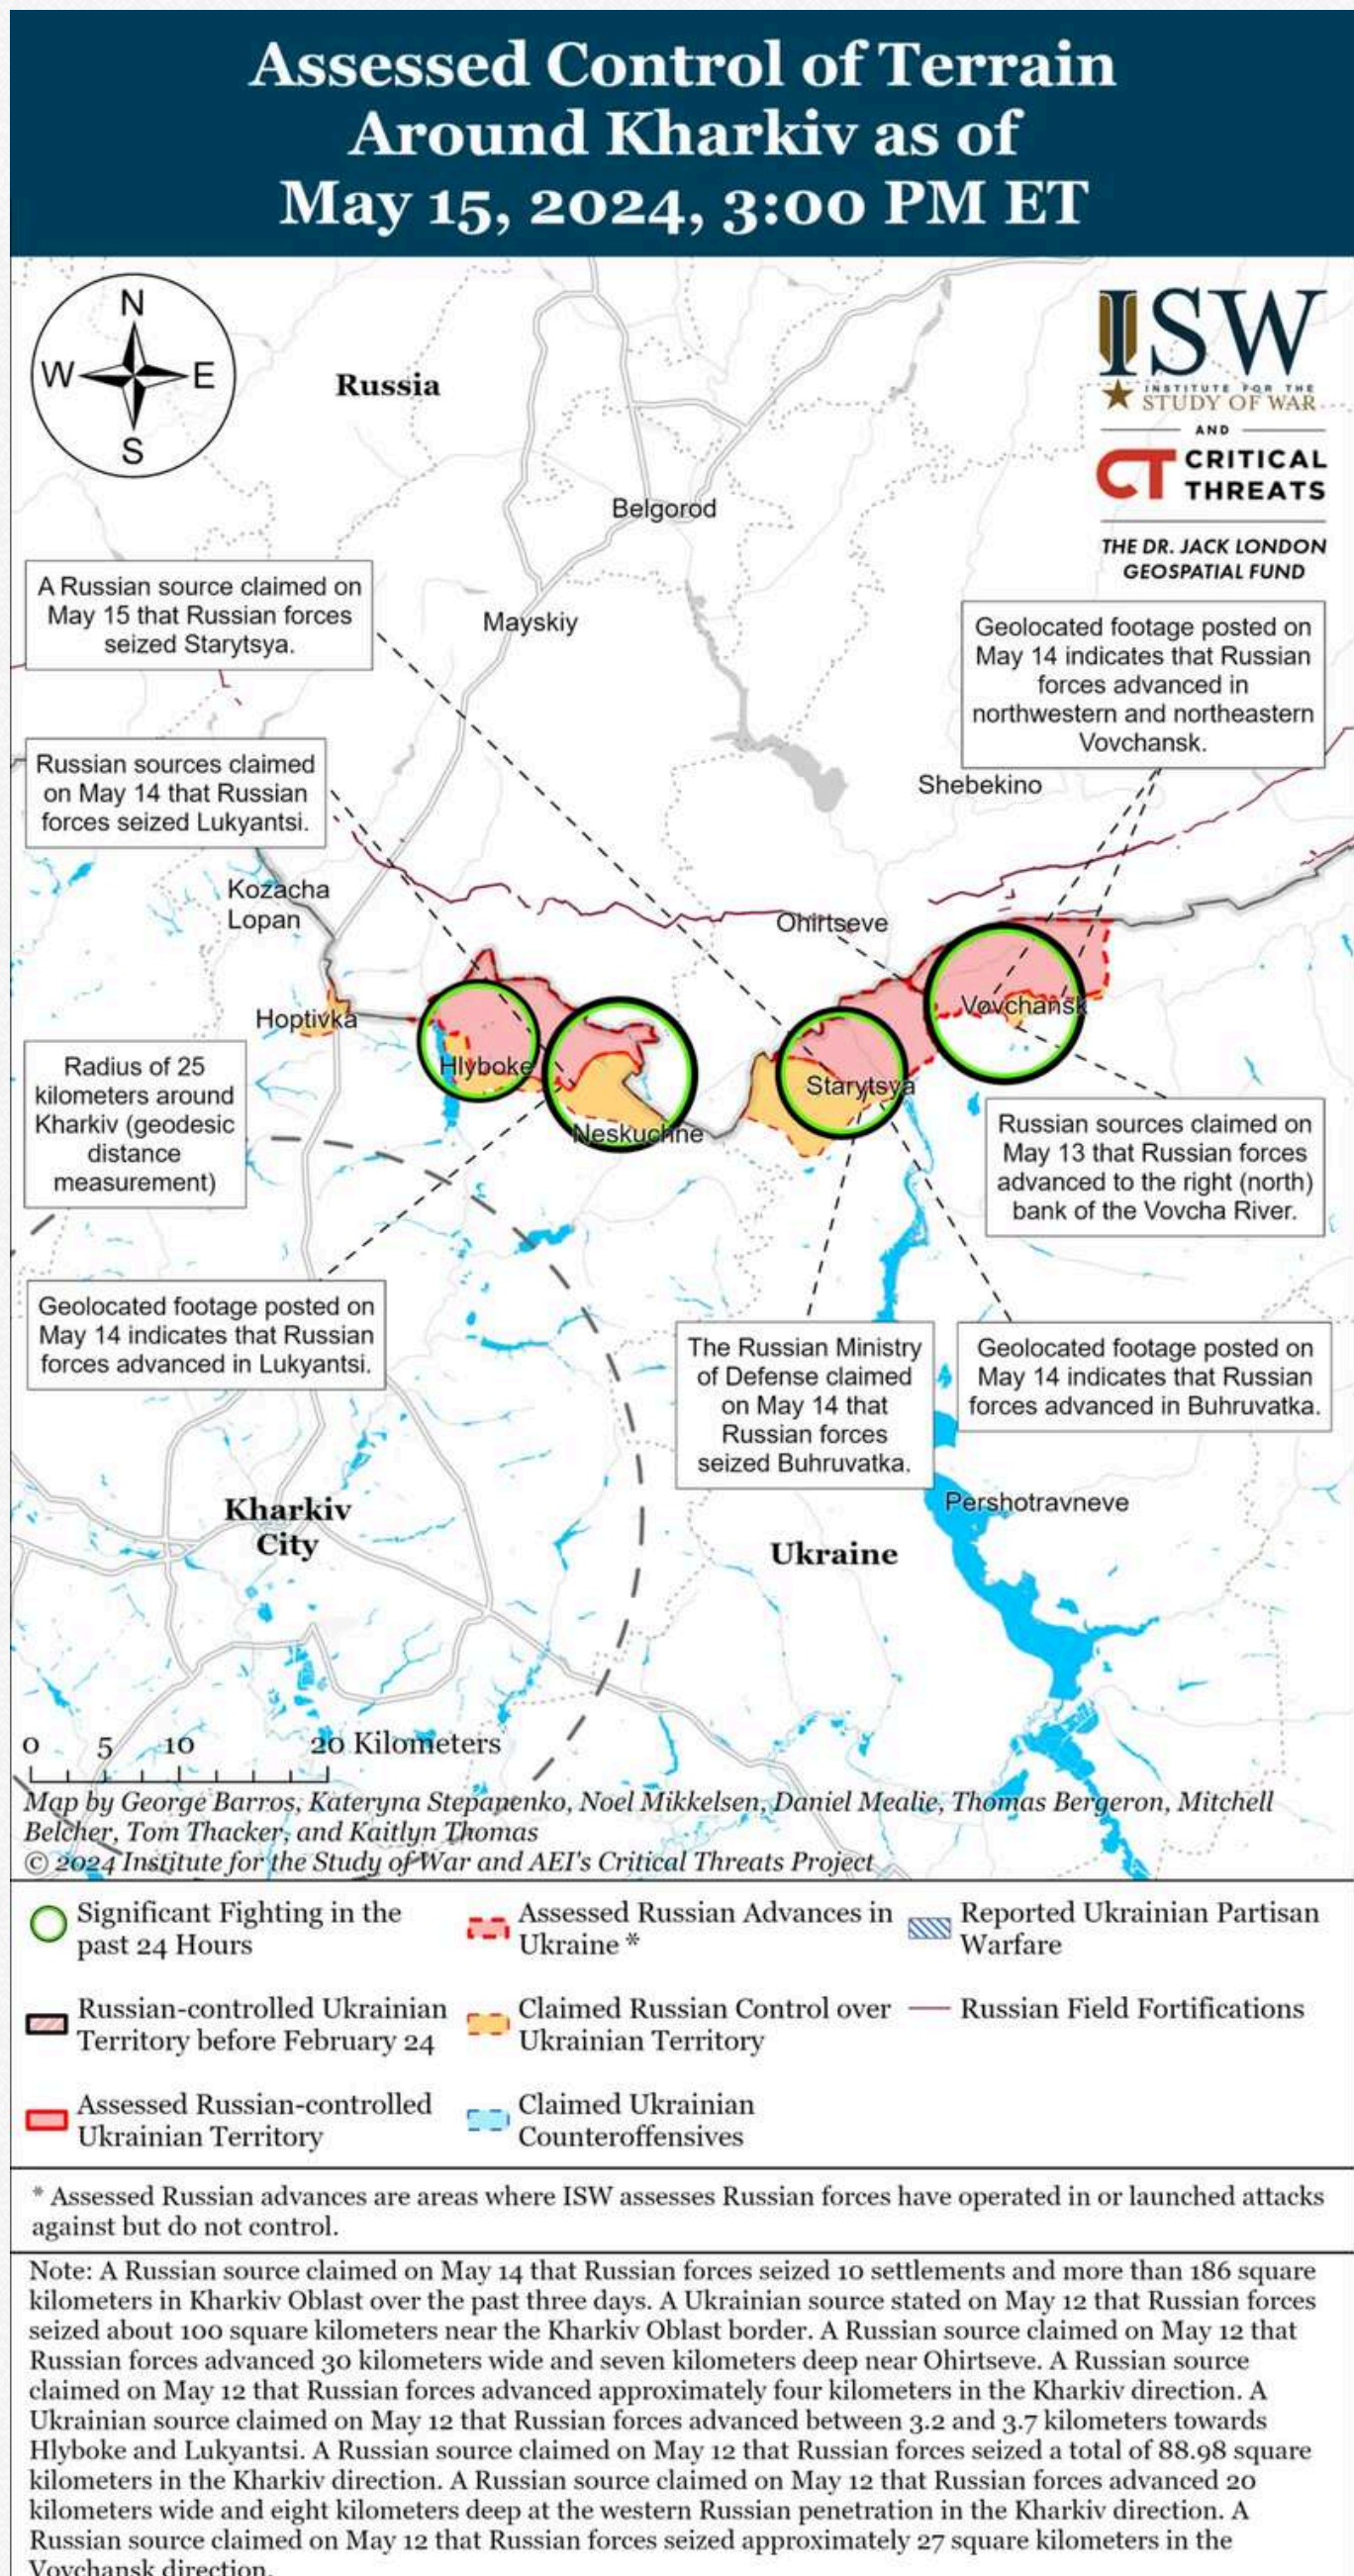 Assessed Control of Terrain
Around Kharkiv as of
May 15, 2024, 3:00 PM ET
N
W
E
S
Russia
ISW
INSTITUTE FOR THE
STUDY OF WAR
AND
CT CRITICAL
THREATS
THE DR. JACK LONDON
GEOSPATIAL FUND
Belgorod
A Russian source claimed on
May 15 that Russian forces
seized Starytsya.
Mayskiy
Geolocated footage posted on
May 14 indicates that Russian
forces advanced in
northwestern and northeastern
Vovchansk.
Russian sources claimed
on May 14 that Russian
forces seized Lukyantsi.
Shebekino
Kozacha
Lopan
Ohirtseve
Hoptivka
Vovchansk
Hlyboke
Starytsya
Neskuchne
Radius of 25
kilometers around
Kharkiv (geodesic
distance
measurement)
Russian sources claimed on
May 13 that Russian forces
advanced to the right (north)
bank of the Vovcha River.
Geolocated footage posted on
May 14 indicates that Russian
forces advanced in Lukyantsi.
The Russian Ministry
of Defense claimed
on May 14 that
Russian forces
seized Buhruvatka.
Geolocated footage posted on
May 14 indicates that Russian
forces advanced in Buhruvatka.
Kharkiv
City
Pershotravneve
Ukraine
0 5 10 20 Kilometers
Map by George Barros, Kateryna Stepanenko, Noel Mikkelsen, Daniel Mealie, Thomas Bergeron, Mitchell
Belcher, Tom Thacker, and Kaitlyn Thomas
© 2024 Institute for the Study of War and AEI's Critical Threats Project
Significant Fighting in the
past 24 Hours
Russian-controlled Ukrainian
Territory before February 24
Assessed Russian-controlled
Ukrainian Territory
Assessed Russian Advances in
Ukraine *
Claimed Russian Control over
Ukrainian Territory
Claimed Ukrainian
Counteroffensives
Reported Ukrainian Partisan
Warfare
Russian Field Fortifications
* Assessed Russian advances are areas where ISW assesses Russian forces have operated in or launched attacks
against but do not control.
Note: A Russian source claimed on May 14 that Russian forces seized 10 settlements and more than 186 square
kilometers in Kharkiv Oblast over the past three days. A Ukrainian source stated on May 12 that Russian forces
seized about 100 square kilometers near the Kharkiv Oblast border. A Russian source claimed on May 12 that
Russian forces advanced 30 kilometers wide and seven kilometers deep near Ohirtseve. A Russian source
claimed on May 12 that Russian forces advanced approximately four kilometers in the Kharkiv direction. A
Ukrainian source claimed on May 12 that Russian forces advanced between 3.2 and 3.7 kilometers towards
Hlyboke and Lukyantsi. A Russian source claimed on May 12 that Russian forces seized a total of 88.98 square
kilometers in the Kharkiv direction. A Russian source claimed on May 12 that Russian forces advanced 20
kilometers wide and eight kilometers deep at the western Russian penetration in the Kharkiv direction. A
Russian source claimed on May 12 that Russian forces seized approximately 27 square kilometers in the
Vovchansk direction.